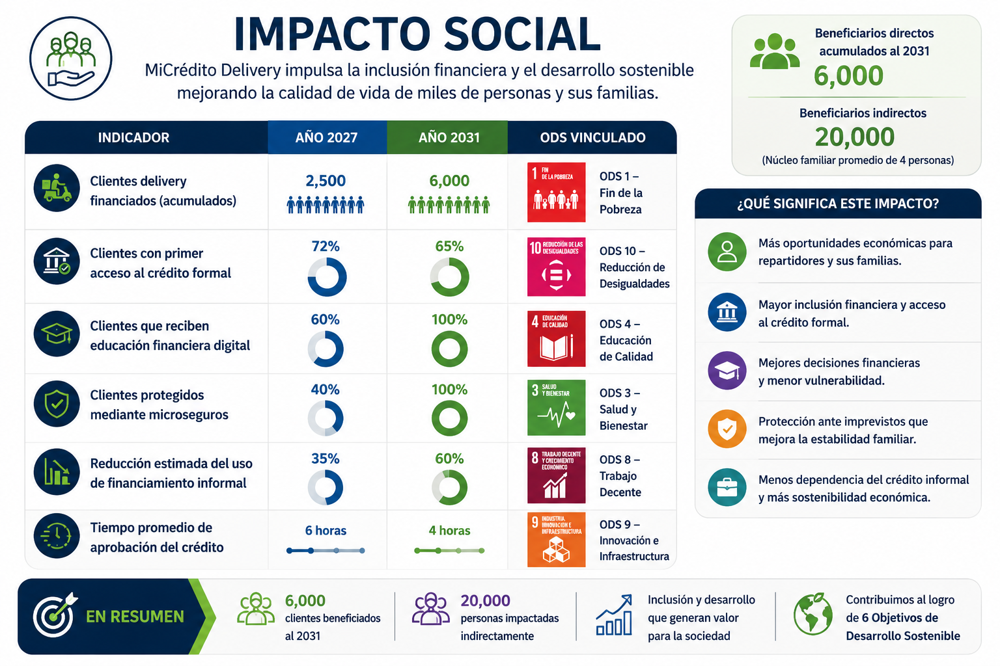 IMPACTO SOCIAL
MiCrédito Delivery impulsa la inclusión financiera y el desarrollo sostenible
mejorando la calidad de vida de miles de personas y sus familias.
Beneficiarios directos
acumulados al 2031
6,000
Beneficiarios indirectos
20,000
(Núcleo familiar promedio de 4 personas)
INDICADOR
AÑO 2027
AÑO 2031
ODS VINCULADO
Clientes delivery
financiados (acumulados)
2,500
6,000
1 FIN
DE LA POBREZA
ODS 1 –
Fin de la
Pobreza
Clientes con primer
acceso al crédito formal
72%
65%
10 REDUCCIÓN DE LAS
DESIGUALDADES
ODS 10 –
Reducción de
Desigualdades
Clientes que reciben
educación financiera digital
60%
100%
4 EDUCACIÓN
DE CALIDAD
ODS 4 –
Educación
de Calidad
Clientes protegidos
mediante microseguros
40%
100%
3 SALUD
Y BIENESTAR
ODS 3 –
Salud y
Bienestar
Reducción estimada del uso
de financiamiento informal
35%
60%
8 TRABAJO DECENTE
Y CRECIMIENTO
ECONÓMICO
ODS 8 –
Trabajo
Decente
Tiempo promedio de
aprobación del crédito
6 horas
4 horas
9 INDUSTRIA,
INNOVACIÓN E
INFRAESTRUCTURA
ODS 9 –
Innovación e
Infraestructura
¿QUÉ SIGNIFICA ESTE IMPACTO?
Más oportunidades económicas para
repartidores y sus familias.
Mayor inclusión financiera y acceso
al crédito formal.
Mejores decisiones financieras
y menor vulnerabilidad.
Protección ante imprevistos que
mejora la estabilidad familiar.
Menos dependencia del crédito informal
y más sostenibilidad económica.
EN RESUMEN
6,000
clientes beneficiados
al 2031
20,000
personas impactadas
indirectamente
Inclusión y desarrollo
que generan valor
para la sociedad
Contribuimos al logro
de 6 Objetivos de
Desarrollo Sostenible